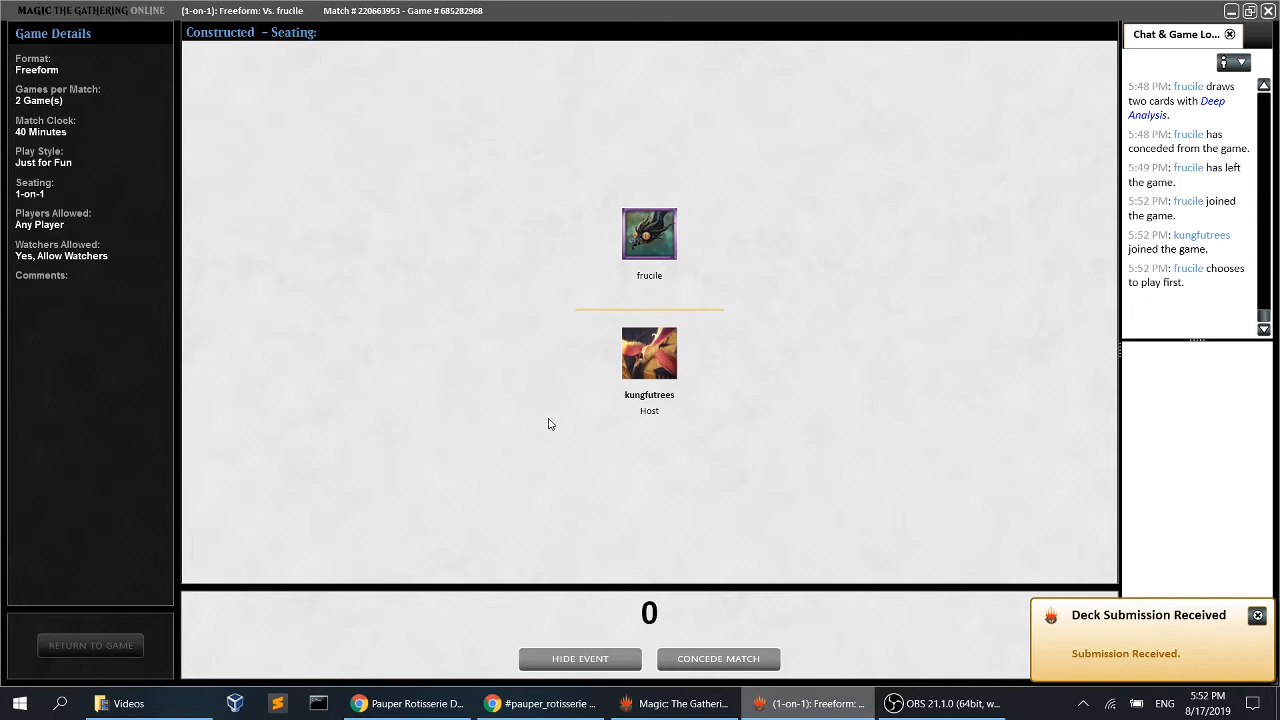 MAGIC THE GATHERING ONLINE (1-on-1): Freeform: Vs. frucile Match # 220663953 - Game # 685282968
Game Details
Format:
Freeform
Games per Match:
2 Game(s)
Match Clock:
40 Minutes
Play Style:
Just for Fun
Seating:
1-on-1
Players Allowed:
Any Player
Watchers Allowed:
Yes, Allow Watchers
Comments:
RETURN TO GAME
Constructed - Seating:
frucile
kungfutrees
Host
0
HIDE EVENT CONCEDE MATCH
Chat & Game Lo...
5:48 PM: frucile draws
two cards with Deep
Analysis.
5:48 PM: frucile has
conceded from the game.
5:49 PM: frucile has left
the game.
5:52 PM: frucile joined
the game.
5:52 PM: kungfutrees
joined the game.
5:52 PM: frucile chooses
to play first.
Deck Submission Received
Submission Received.
Videos Pauper Rotisserie D... #pauper_rotisserie ... Magic: The Gatheri... (1-on-1): Freeform: ... OBS 21.1.0 (64bit, w... ENG
5:52 PM
8/17/2019